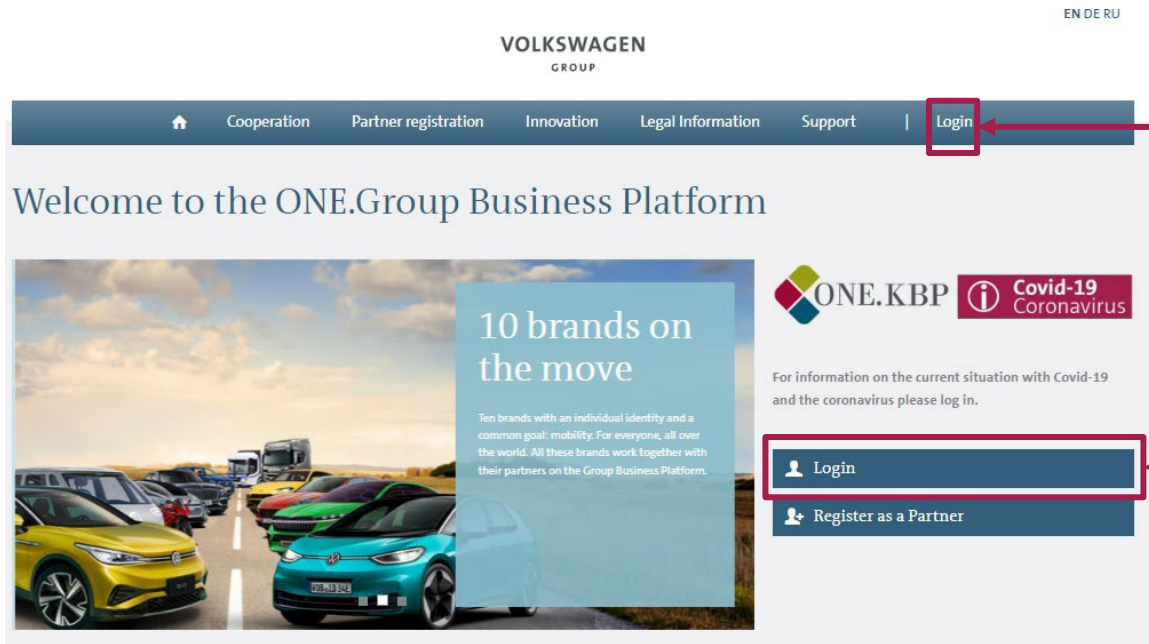 EN DE RU
VOLKSWAGEN
GROUP
Cooperation Partner registration Innovation Legal Information Support | Login
Welcome to the ONE.Group Business Platform
10 brands on
the move
Ten brands with an individual identity and a
common goal: mobility. For everyone, all over
the world. All these brands work together with
their partners on the Group Business Platform.
ONE.KBP
Covid-19
Coronavirus
For information on the current situation with Covid-19
and the coronavirus please log in.
Login
Register as a Partner